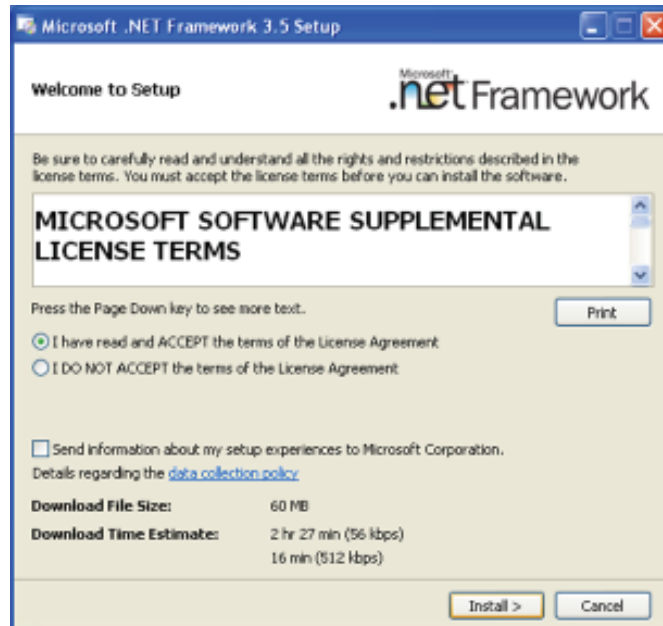 Microsoft .NET Framework 3.5 Setup
Welcome to Setup
Microsoft
.net Framework
Be sure to carefully read and understand all the rights and restrictions described in the
license terms. You must accept the license terms before you can install the software.
MICROSOFT SOFTWARE SUPPLEMENTAL
LICENSE TERMS
Press the Page Down key to see more text.
Print
I have read and ACCEPT the terms of the License Agreement
I DO NOT ACCEPT the terms of the License Agreement
Send information about my setup experiences to Microsoft Corporation.
Details regarding the data collection policy
Download File Size: 60 MB
Download Time Estimate: 2 hr 27 min (56 kbps)
16 min (512 kbps)
Install > Cancel